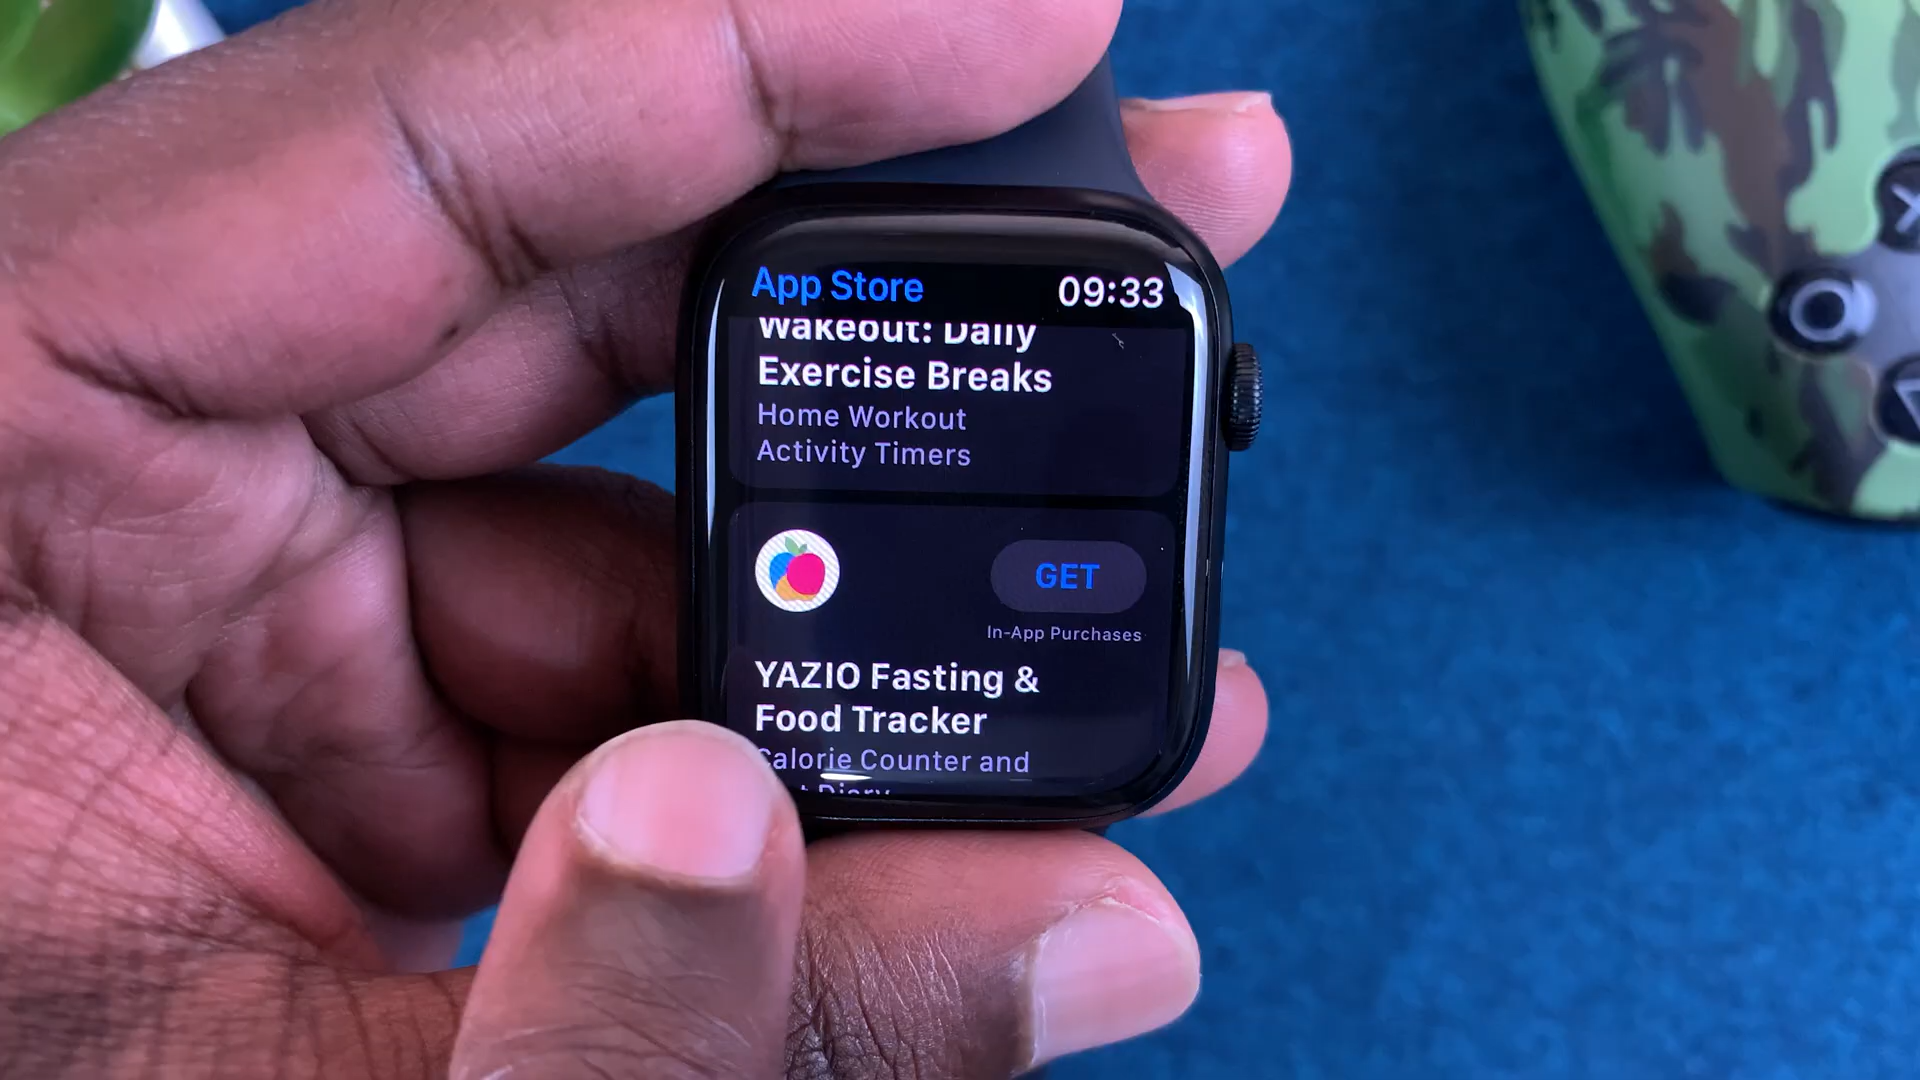 App Store
09:33
Wakeout: Daily
Exercise Breaks
Home Workout
Activity Timers
GET
In-App Purchases
YAZIO Fasting &
Food Tracker
Calorie Counter and
Diary